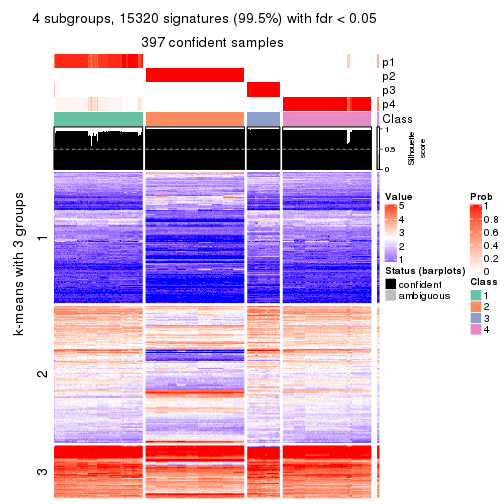 4 subgroups, 15320 signatures (99.5%) with fdr < 0.05
397 confident samples
p1
p2
p3
p4
Class
1
0.5
0
Silhouette
score
k-means with 3 groups
1
2
3
Value
5
4
3
2
1
Status (barplots)
confident
ambiguous
Prob
1
0.8
0.6
0.4
0.2
0
Class
1
2
3
4